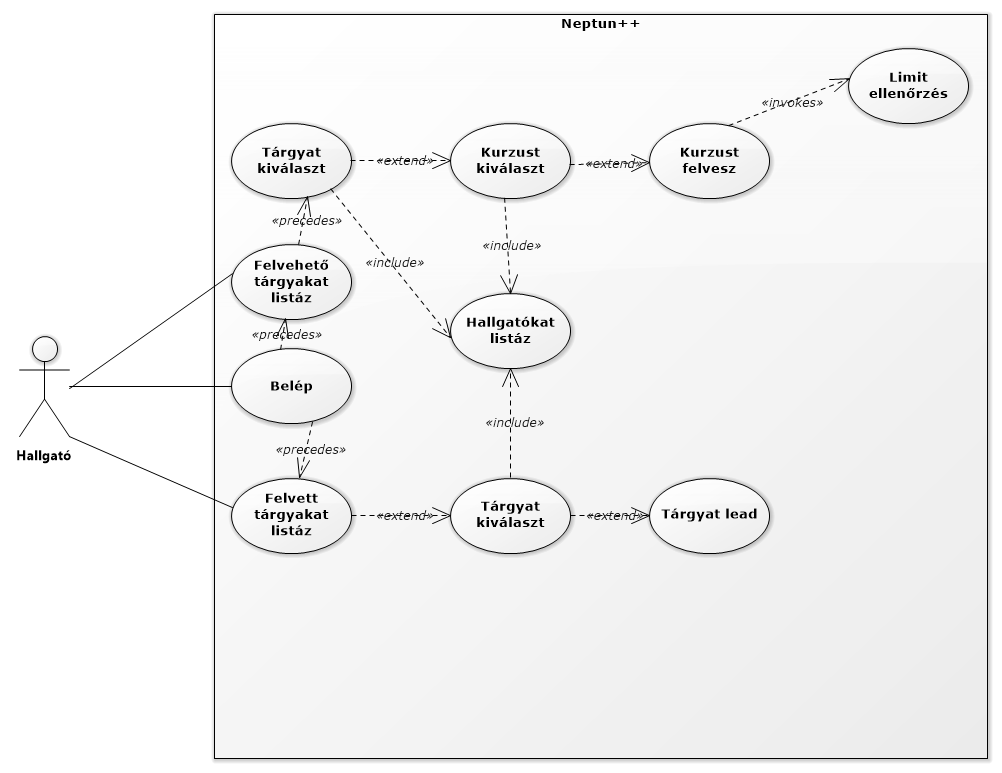 Neptun++
Limit
ellenőrzés
«invokes»
Tárgyat
kiválaszt
«extend»
Kurzust
kiválaszt
«extend»
Kurzust
felvesz
«precedes»
«include»
«include»
Felvehető
tárgyakat
listáz
«precedes»
Hallgatókat
listáz
Belép
Hallgató
«precedes»
«include»
Felvett
tárgyakat
listáz
«extend»
Tárgyat
kiválaszt
«extend»
Tárgyat lead